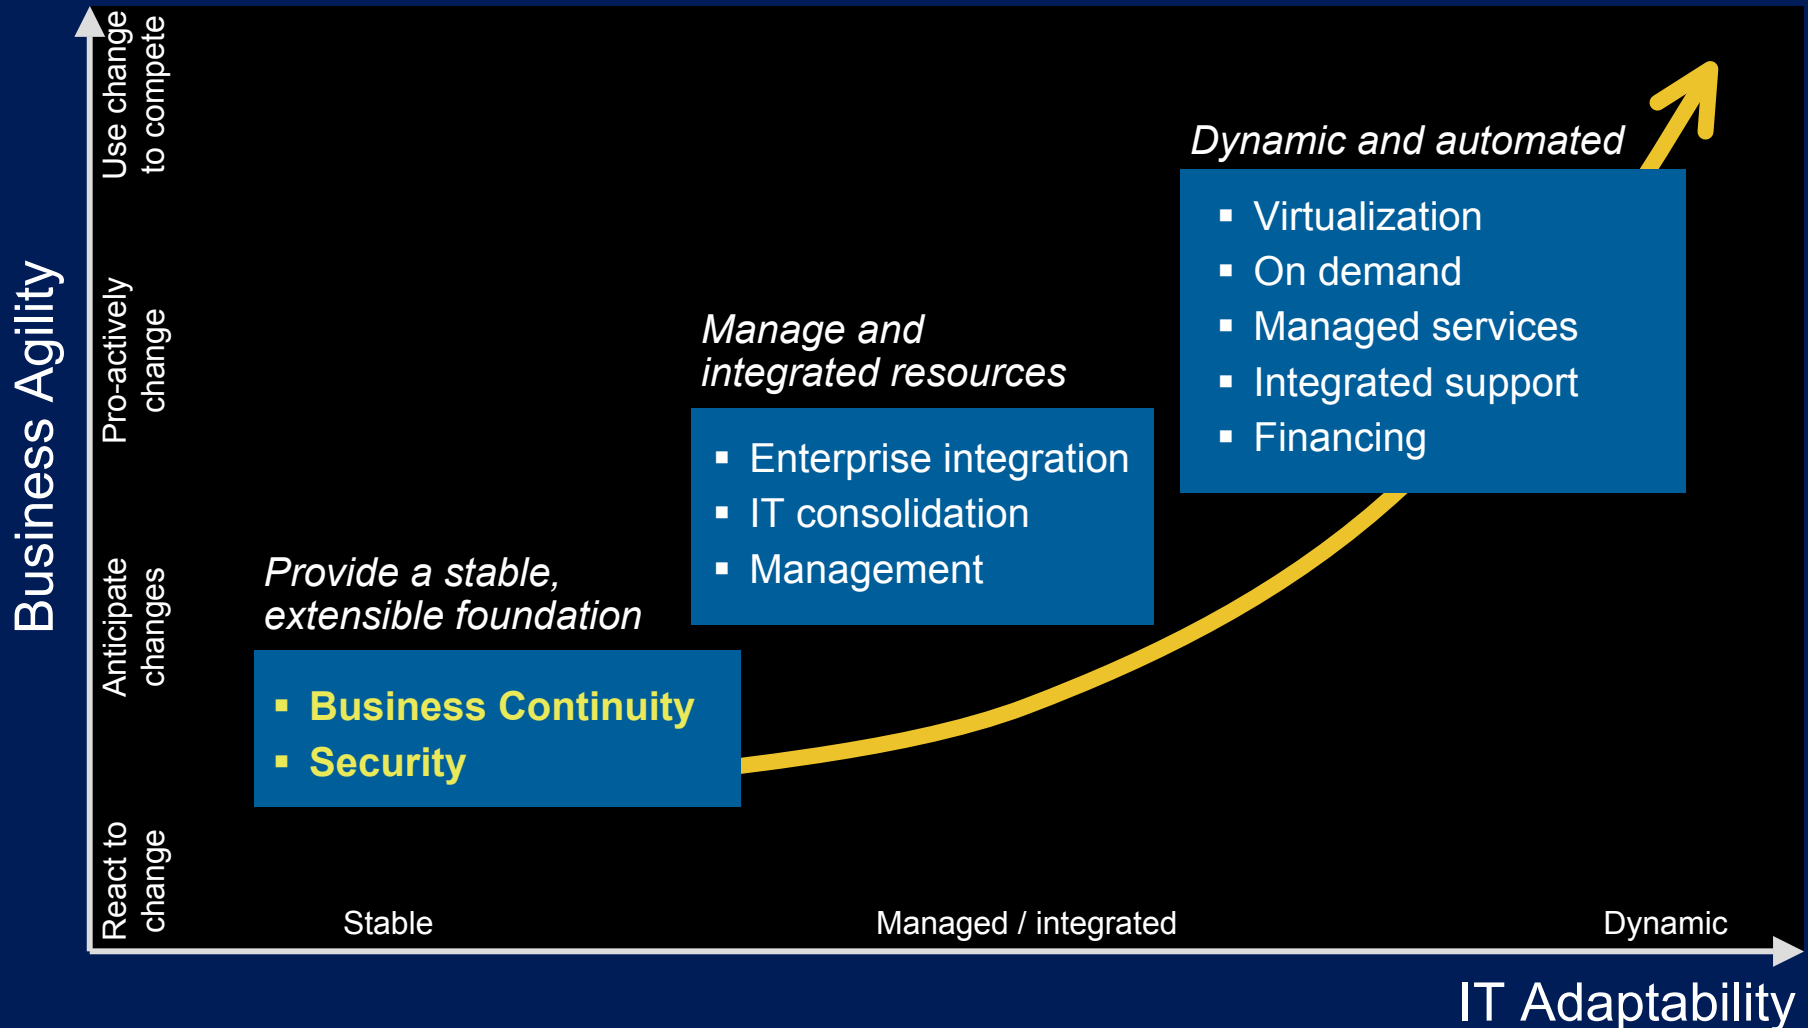 Business Agility
Use change
to compete
Pro-actively
change
Anticipate
changes
React to
change
Dynamic and automated
▪ Virtualization
▪ On demand
▪ Managed services
▪ Integrated support
▪ Financing
Manage and
integrated resources
▪ Enterprise integration
▪ IT consolidation
▪ Management
Provide a stable,
extensible foundation
▪ Business Continuity
▪ Security
Stable
Managed / integrated
Dynamic
IT Adaptability